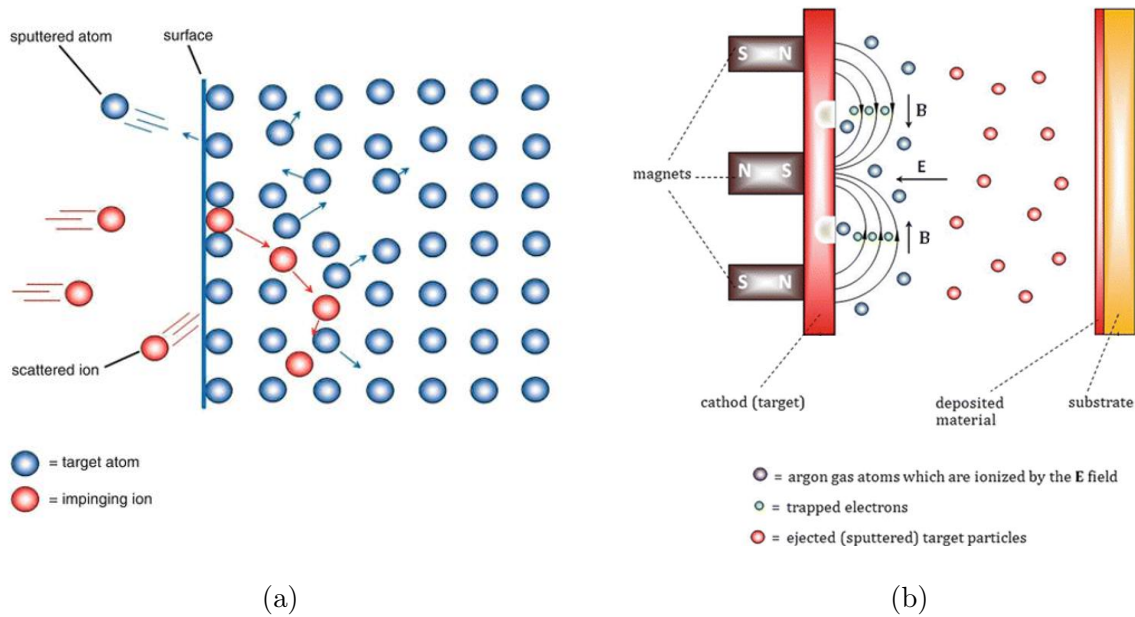 sputtered atom
surface
scattered ion
= target atom
= impinging ion
(a)
S N
N S
S N
magnets
B
E
B
cathod (target)
deposited
material
substrate
= argon gas atoms which are ionized by the E field
= trapped electrons
= ejected (sputtered) target particles
(b)